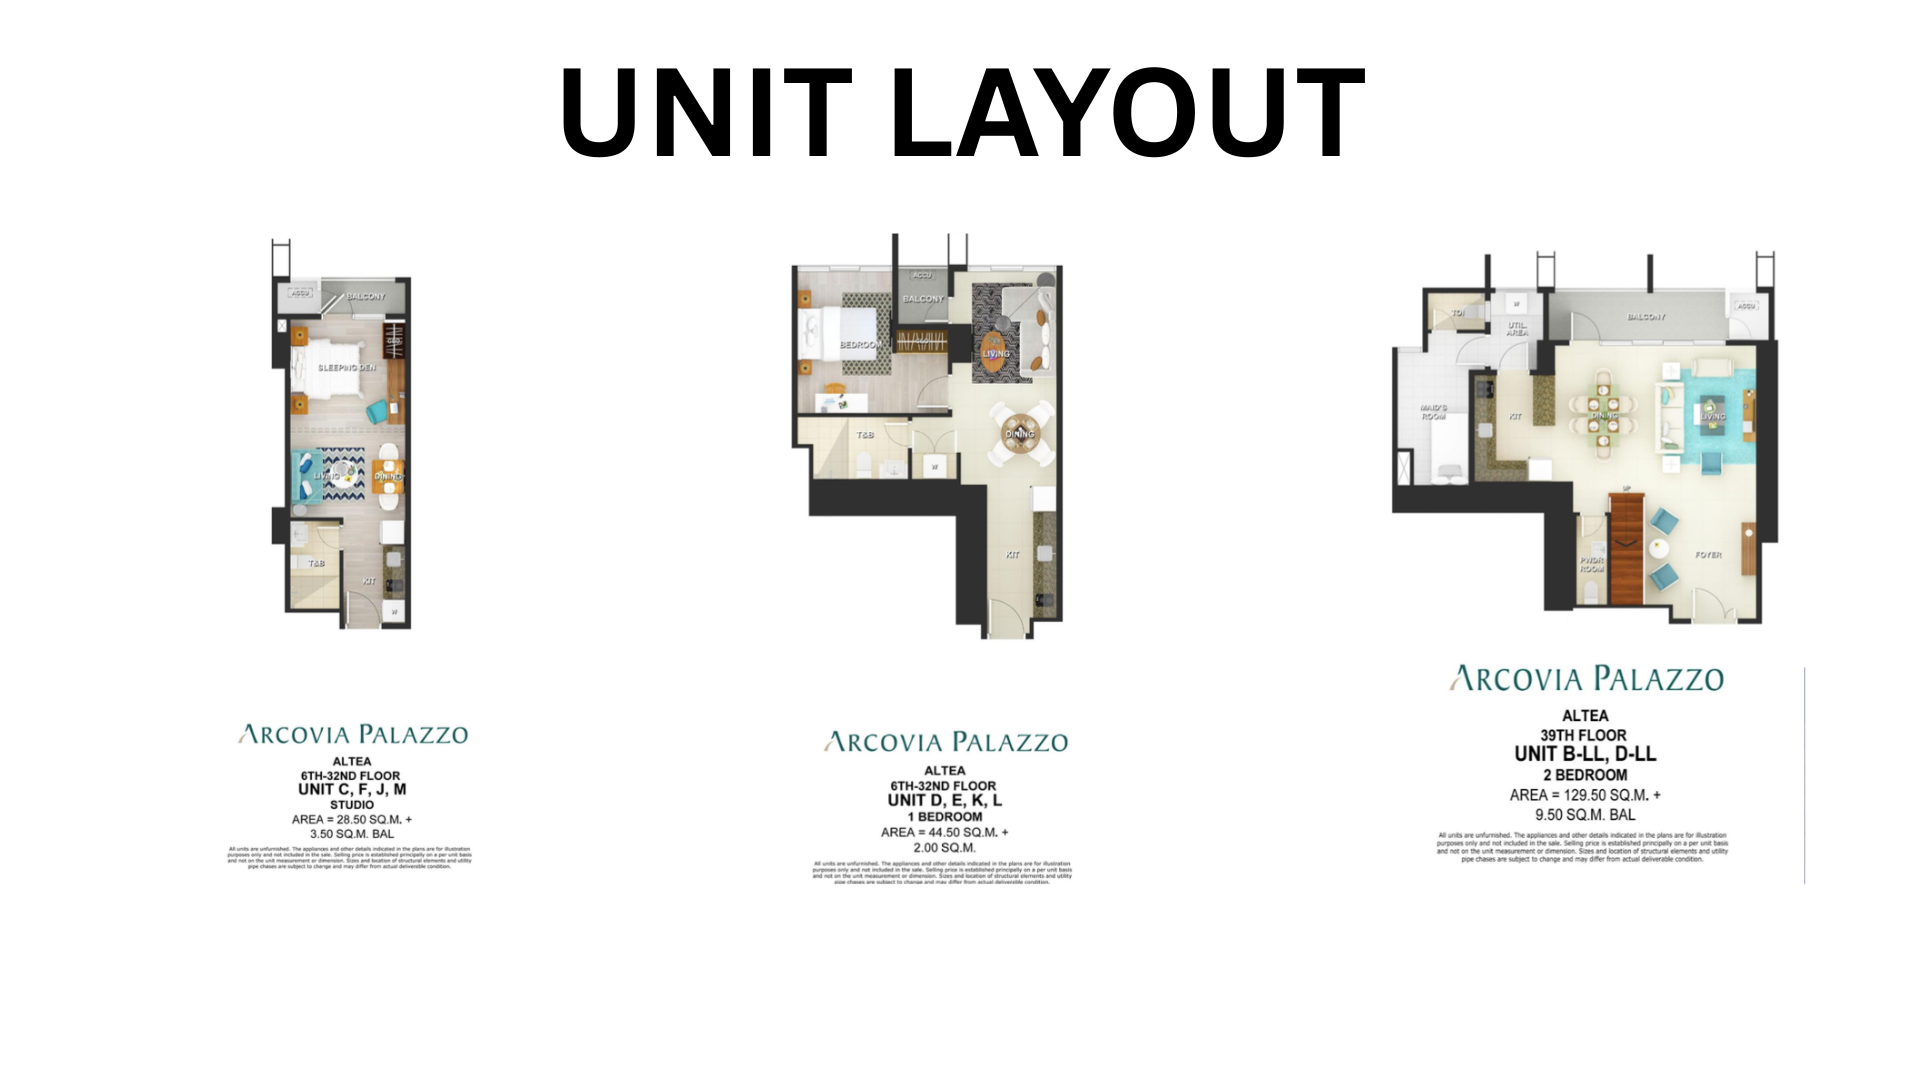 UNIT LAYOUT
ACCU
BALCONY
SLEEPING DEN
LIVING
DINING
T&B
KIT
W
ARCOVIA PALAZZO
ALTEA
6TH-32ND FLOOR
UNIT C, F, J, M
STUDIO
AREA = 28.50 SQ.M. +
3.50 SQ.M. BAL
All units are unfurnished. The appliances and other details indicated in the plans are for illustration
purposes only and not included in the sale. Selling price is established principally on a per unit basis
and not on the unit measurement or dimension. Sizes and location of structural elements and utility
pipe chases are subject to change and may differ from actual deliverable condition.
ACCU
BALCONY
BEDROOM
LIVING
T&B
DINING
W
KIT
ARCOVIA PALAZZO
ALTEA
6TH-32ND FLOOR
UNIT D, E, K, L
1 BEDROOM
AREA = 44.50 SQ.M. +
2.00 SQ.M.
All units are unfurnished. The appliances and other details indicated in the plans are for illustration
purposes only and not included in the sale. Selling price is established principally on a per unit basis
and not on the unit measurement or dimension. Sizes and location of structural elements and utility
pipe chases are subject to change and may differ from actual deliverable condition.
W
ACCU
BALCONY
UTIL.
AREA
MAID'S
ROOM
KIT
DINING
LIVING
UP
PWDR
ROOM
FOYER
ARCOVIA PALAZZO
ALTEA
39TH FLOOR
UNIT B-LL, D-LL
2 BEDROOM
AREA = 129.50 SQ.M. +
9.50 SQ.M. BAL
All units are unfurnished. The appliances and other details indicated in the plans are for illustration
purposes only and not included in the sale. Selling price is established principally on a per unit basis
and not on the unit measurement or dimension. Sizes and location of structural elements and utility
pipe chases are subject to change and may differ from actual deliverable condition.